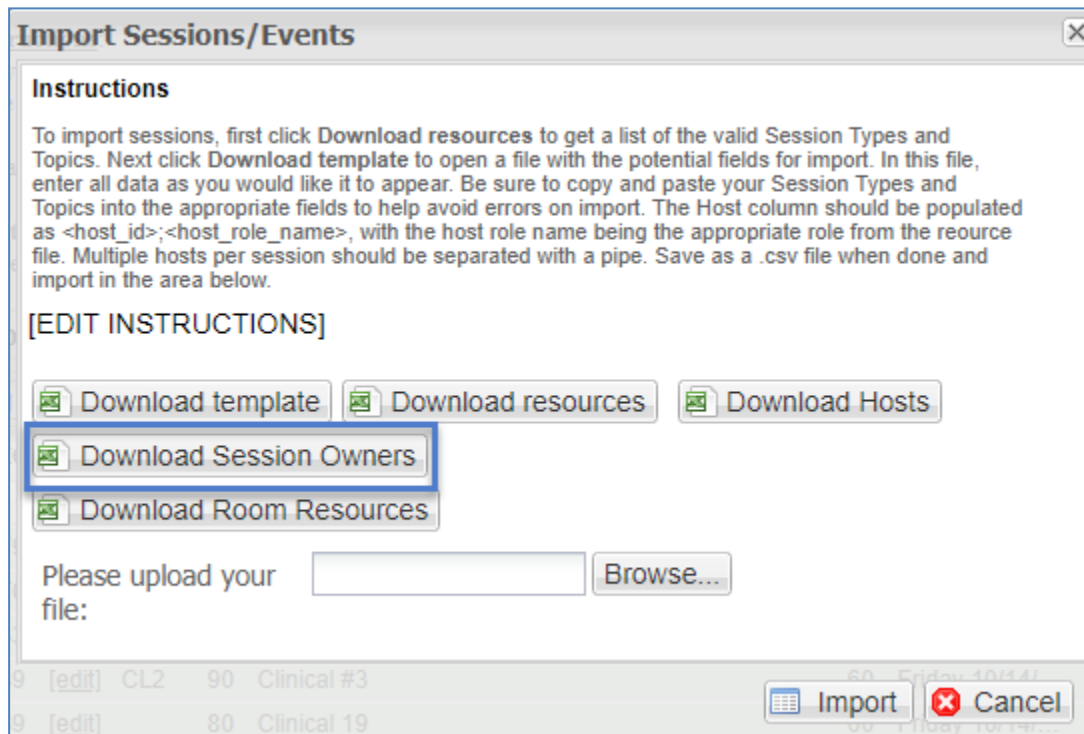 Import Sessions/Events
Instructions
To import sessions, first click Download resources to get a list of the valid Session Types and
Topics. Next click Download template to open a file with the potential fields for import. In this file,
enter all data as you would like it to appear. Be sure to copy and paste your Session Types and
Topics into the appropriate fields to help avoid errors on import. The Host column should be populated
as <host_id>;<host_role_name>, with the host role name being the appropriate role from the reource
file. Multiple hosts per session should be separated with a pipe. Save as a .csv file when done and
import in the area below.
[EDIT INSTRUCTIONS]
Download template Download resources Download Hosts
Download Session Owners
Download Room Resources
Please upload your Browse...
file:
9 [edit] CL2 90 Clinical #3 60 Friday 10/14/...
Import Cancel
9 [edit] 80 Clinical 19 60 Friday 10/14/...